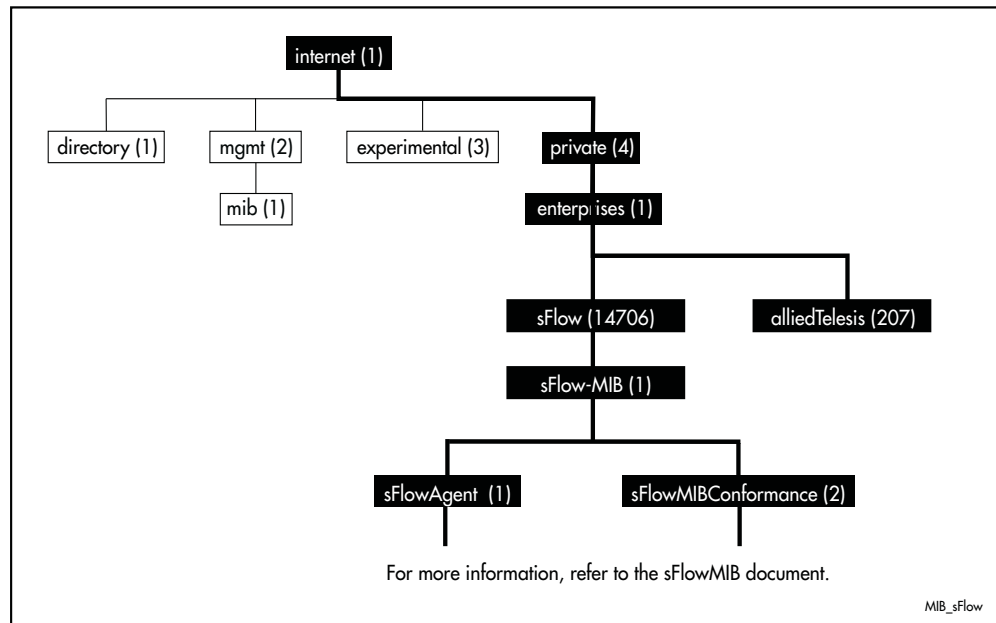 internet (1)
directory (1)
mgmt (2)
experimental (3)
private (4)
mib (1)
enterprises (1)
sFlow (14706)
alliedTelesis (207)
sFlow-MIB (1)
sFlowAgent (1)
sFlowMIBConformance (2)
For more information, refer to the sFlowMIB document.
MIB_sFlow